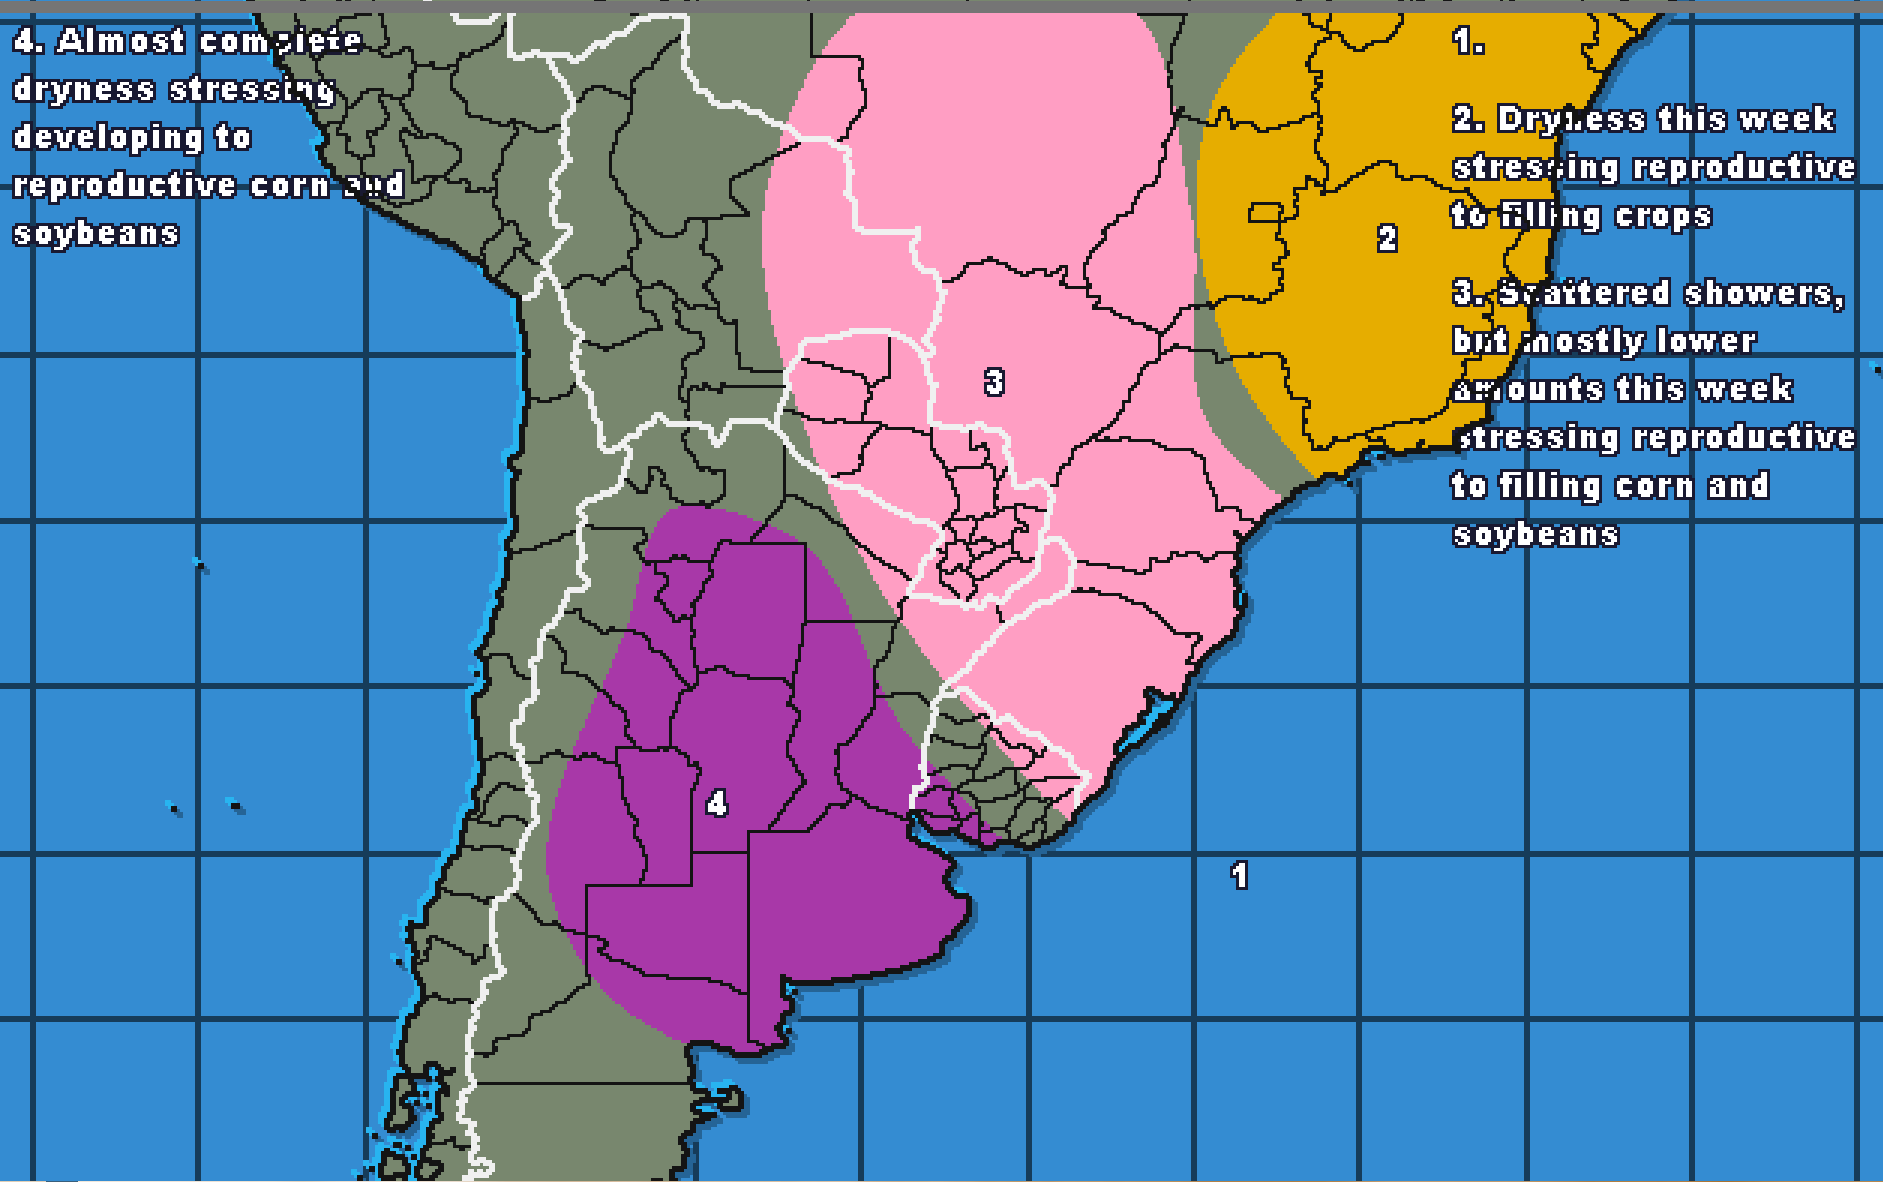 4. Almost complete
dryness stressing
developing to
reproductive corn and
soybeans
1.
2. Dryness this week
stressing reproductive
to filling crops
3. Scattered showers,
but mostly lower
amounts this week
stressing reproductive
to filling corn and
soybeans
2
3
4
1